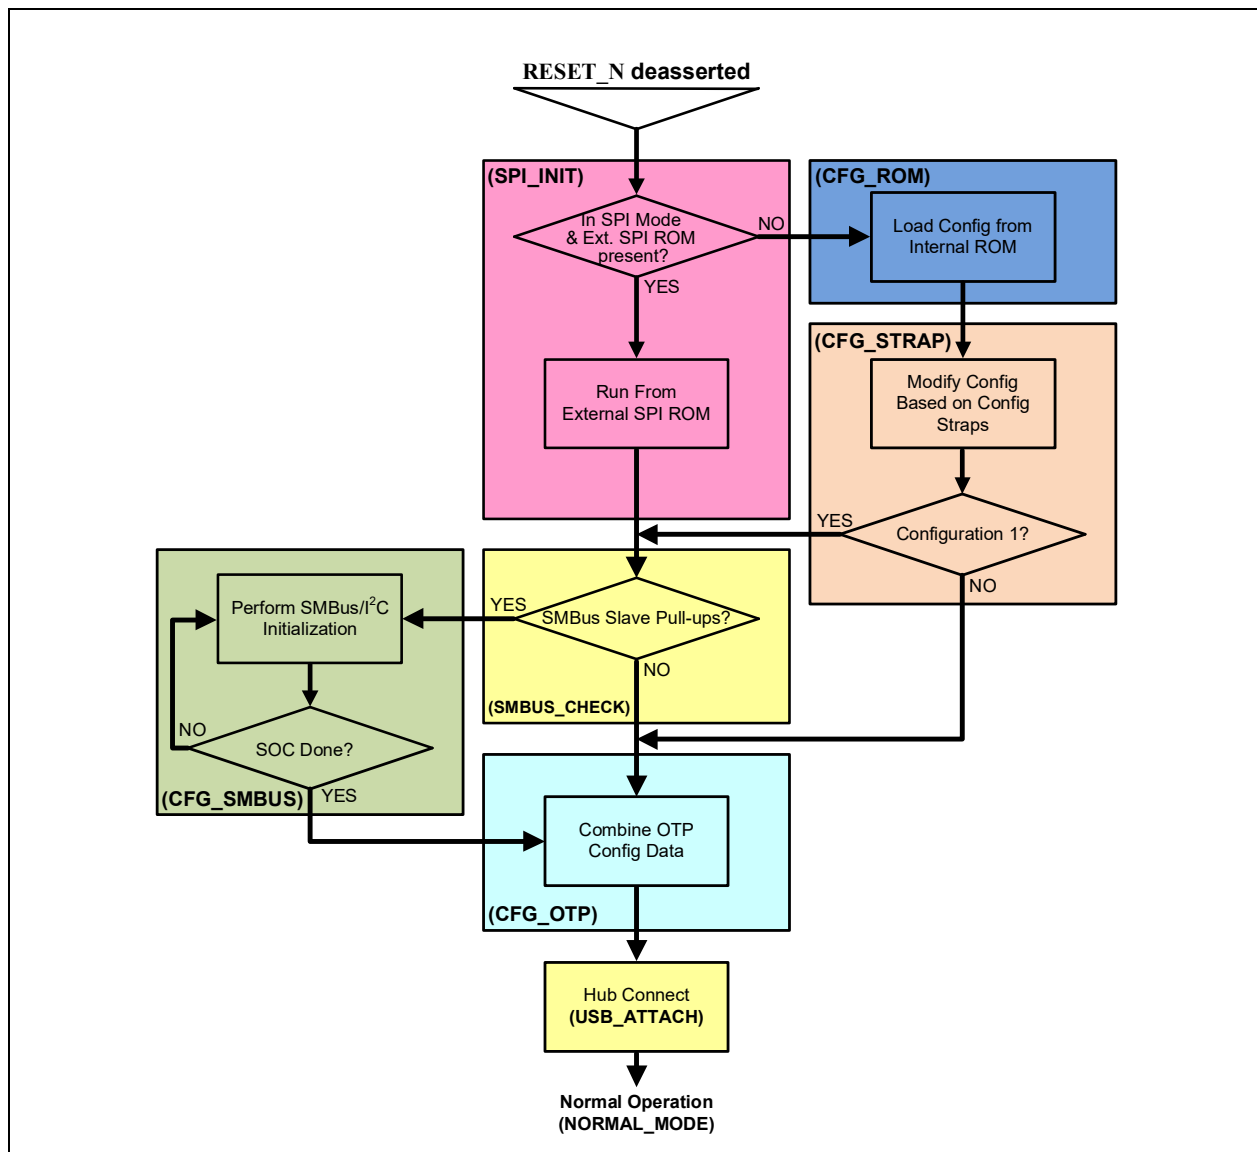 RESET_N deasserted
(SPI_INIT)
In SPI Mode
& Ext. SPI ROM
present?
NO
YES
(CFG_ROM)
Load Config from
Internal ROM
(CFG_STRAP)
Modify Config
Based on Config
Straps
Run From
External SPI ROM
Configuration 1?
YES
NO
SMBus Slave Pull-ups?
YES
NO
(SMBUS_CHECK)
Perform SMBus/I²C
Initialization
SOC Done?
NO
YES
(CFG_SMBUS)
Combine OTP
Config Data
(CFG_OTP)
Hub Connect
(USB_ATTACH)
Normal Operation
(NORMAL_MODE)